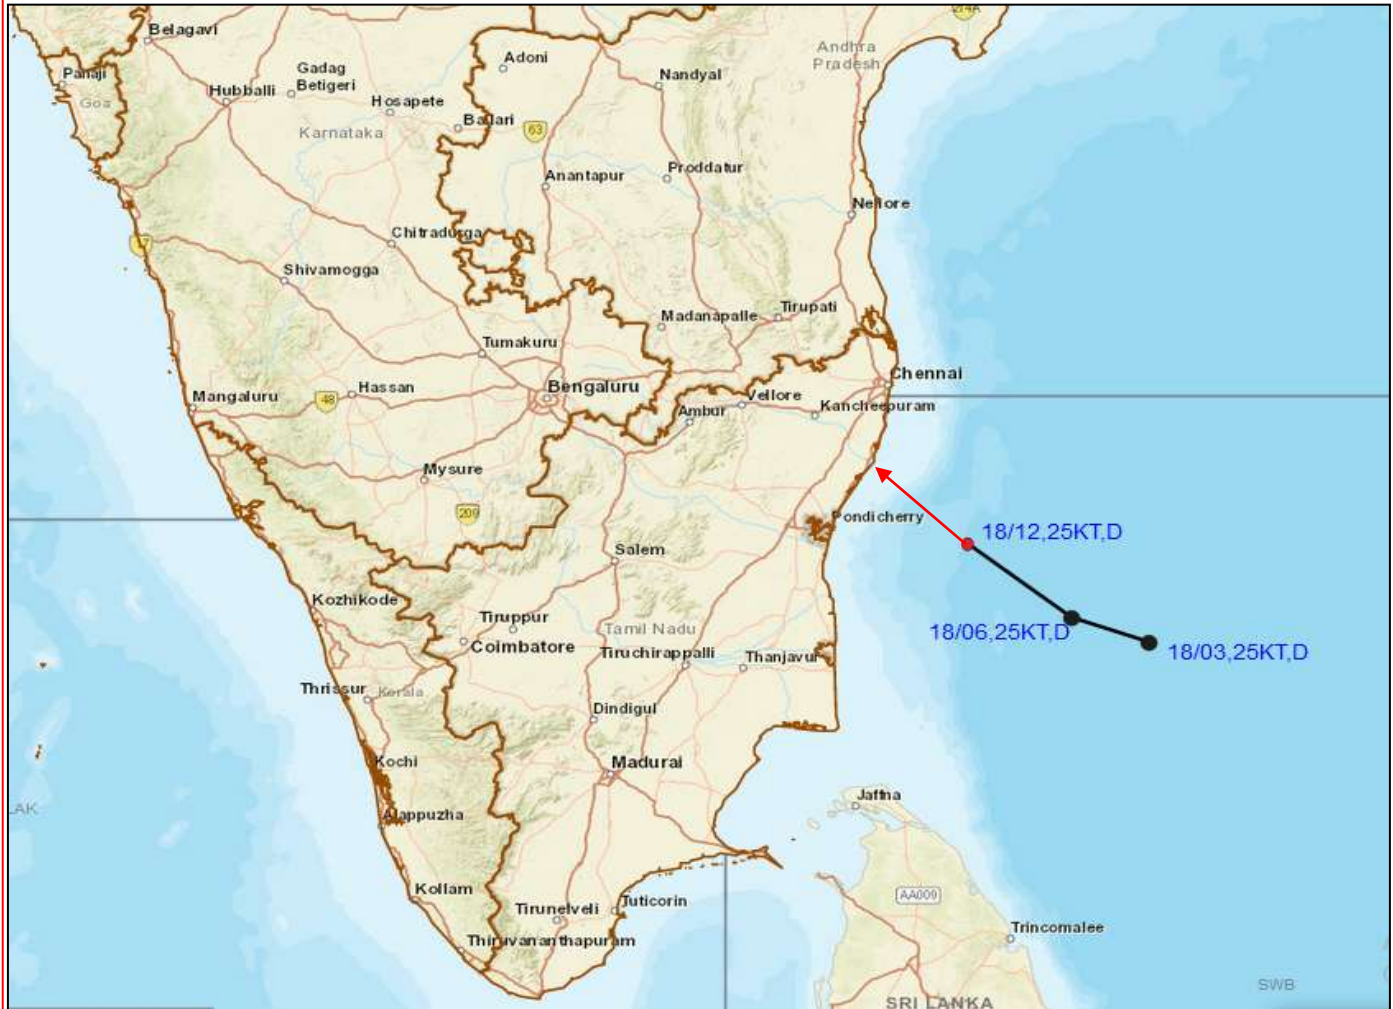 Belagavi
274A
Andhra
Pradesh
Adoni
Panaji
Goa
Gadag
Betigeri
Nandyal
Hubballi
Hosapete
Karnataka
Ballari
63
Anantapur
Proddatur
Nellore
Chitradurga
Shivamogga
Madanapalle
Tirupati
Tumakuru
Chennai
Mangaluru
48
Hassan
Bengaluru
Vellore
Ambur
Kancheepuram
Mysure
209
Pondicherry
18/12,25KT,D
Salem
Kozhikode
Tiruppur
Coimbatore
Tamil Nadu
Tiruchirappalli
Thanjavur
18/06,25KT,D
18/03,25KT,D
Thrissur
Kerala
Dindigul
Kochi
Madurai
Jaffna
LAK
Alappuzha
Kollam
Tirunelveli
Tuticorin
AA009
Trincomalee
Thiruvananthapuram
SWB
SRI LANKA